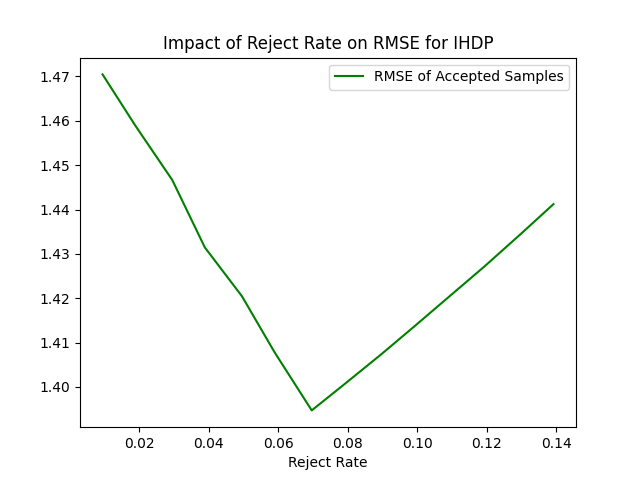 Impact of Reject Rate on RMSE for IHDP
RMSE of Accepted Samples
1.47
1.46
1.45
1.44
1.43
1.42
1.41
1.40
0.02 0.04 0.06 0.08 0.10 0.12 0.14
Reject Rate